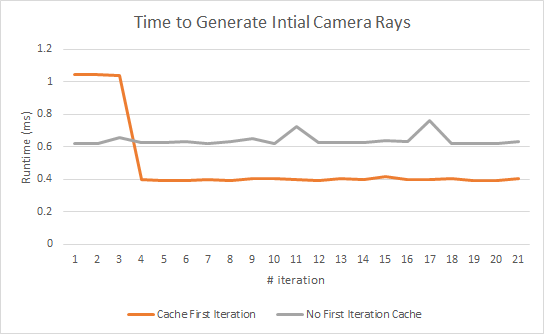 Time to Generate Intial Camera Rays
Runtime (ms)
1.2
1
0.8
0.6
0.4
0.2
0
1 2 3 4 5 6 7 8 9 10 11 12 13 14 15 16 17 18 19 20 21
# iteration
Cache First Iteration No First Iteration Cache